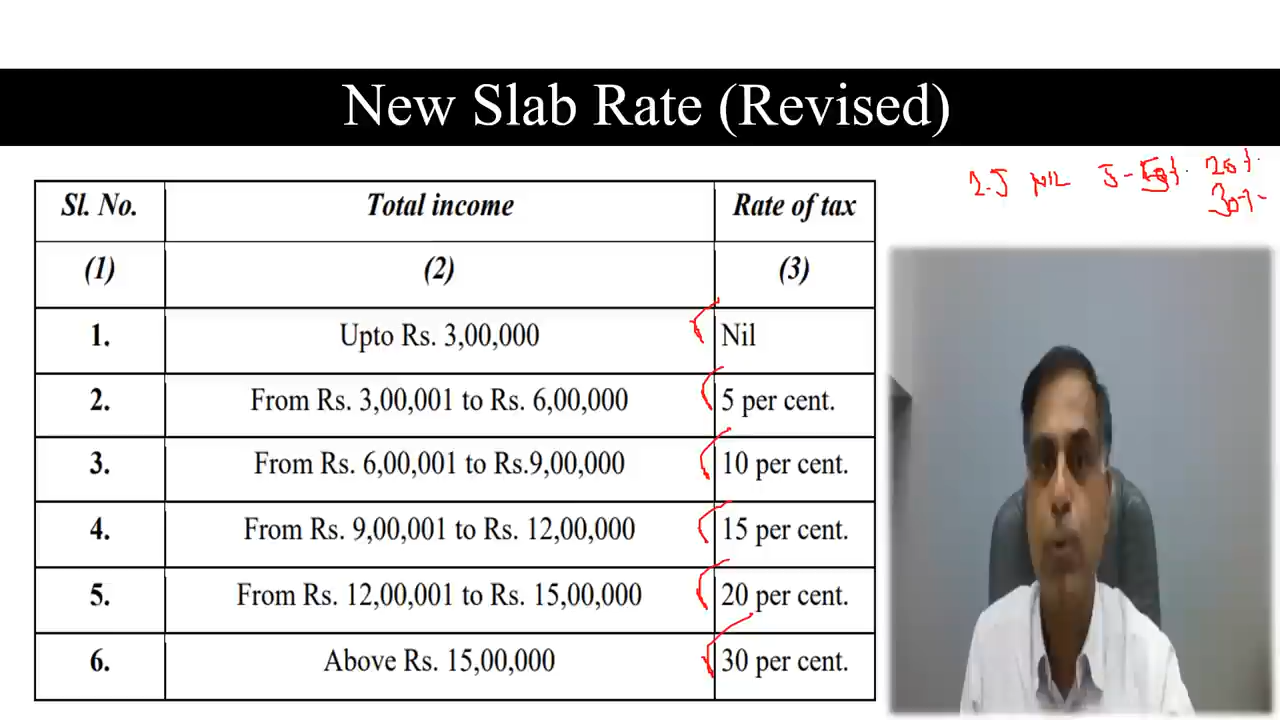 New Slab Rate (Revised)
2.5 NIL 5 - 20%
30%
Sl. No. Total income Rate of tax
(1) (2) (3)
1. Upto Rs. 3,00,000 Nil
2. From Rs. 3,00,001 to Rs. 6,00,000 5 per cent.
3. From Rs. 6,00,001 to Rs.9,00,000 10 per cent.
4. From Rs. 9,00,001 to Rs. 12,00,000 15 per cent.
5. From Rs. 12,00,001 to Rs. 15,00,000 20 per cent.
6. Above Rs. 15,00,000 30 per cent.